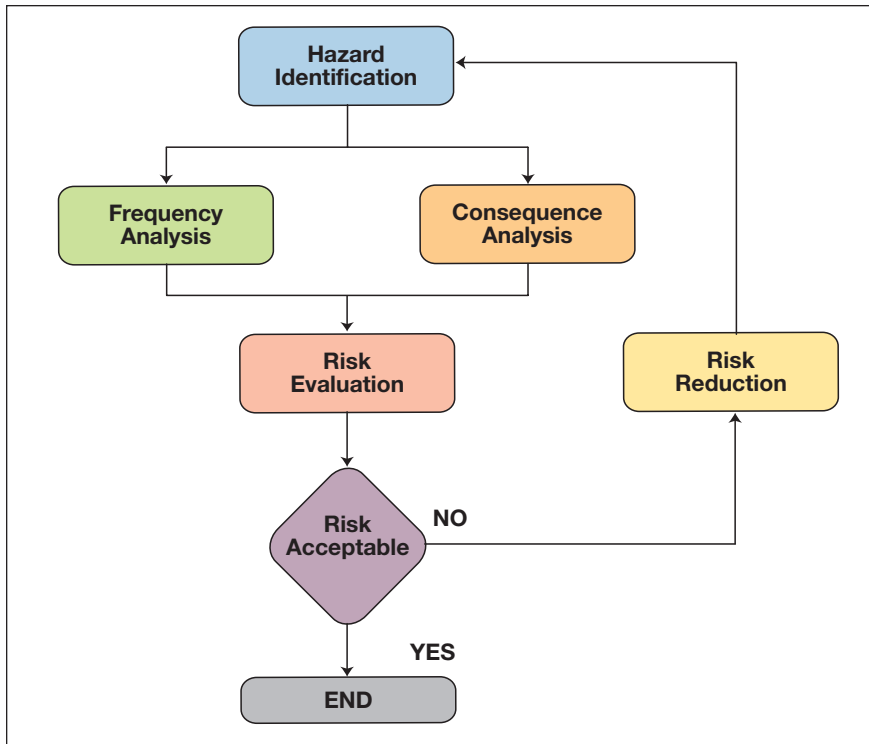 Hazard
Identification
Frequency
Analysis
Consequence
Analysis
Risk
Evaluation
Risk
Reduction
Risk
Acceptable
NO
YES
END